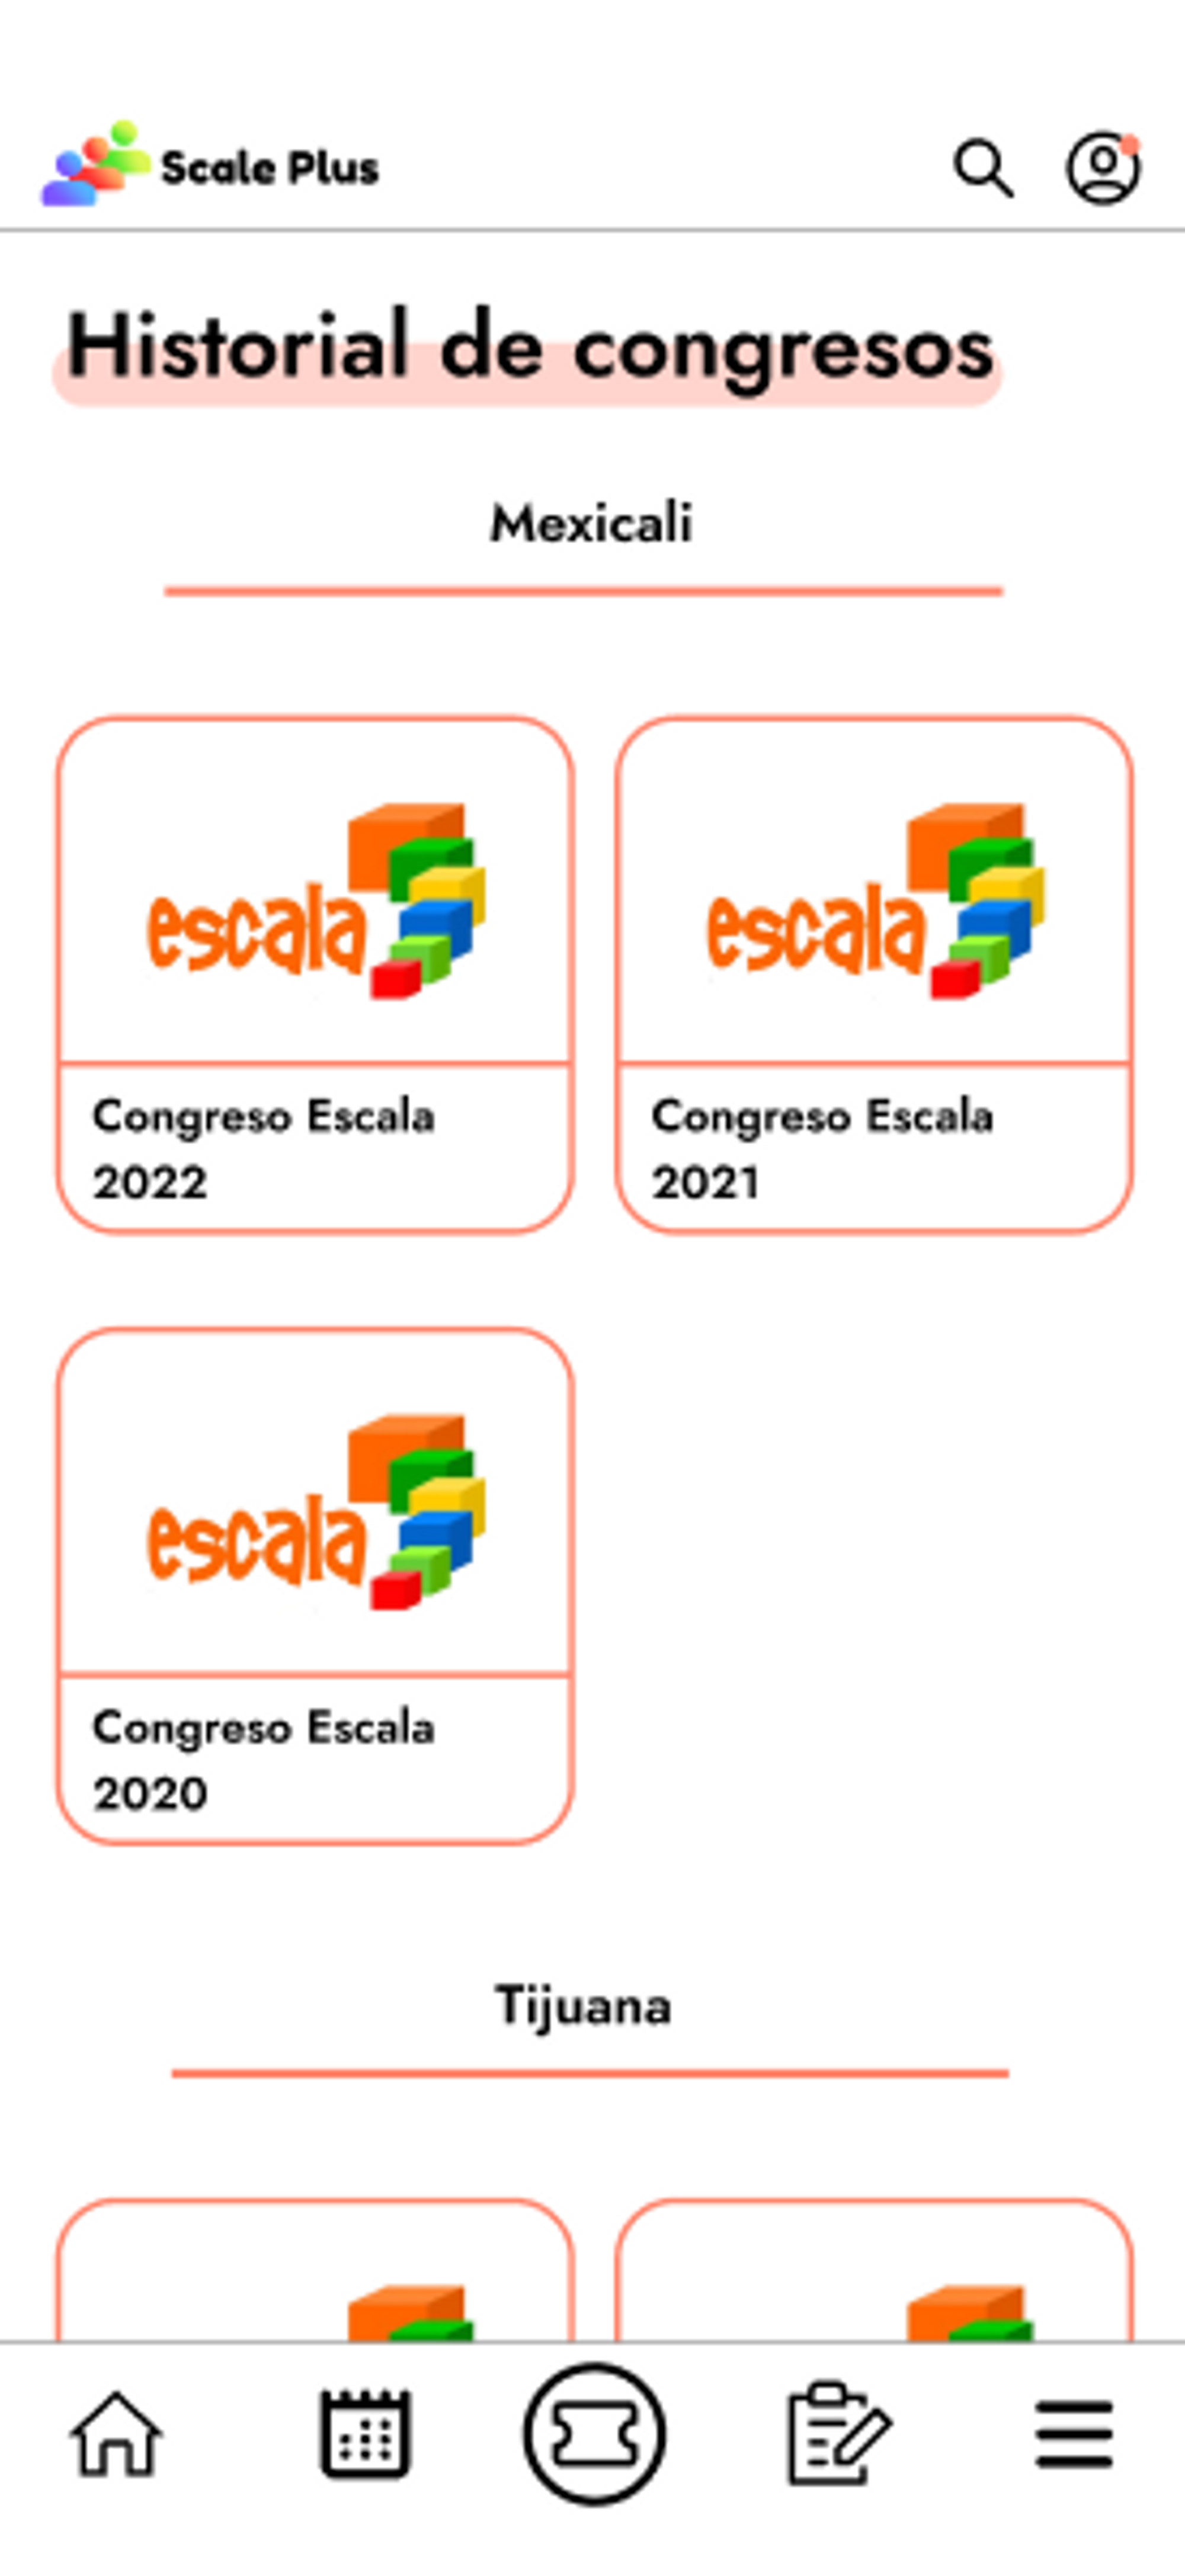 Scale Plus
Historial de congresos
Mexicali
escala
escala
Congreso Escala
2022
Congreso Escala
2021
escala
Congreso Escala
2020
Tijuana